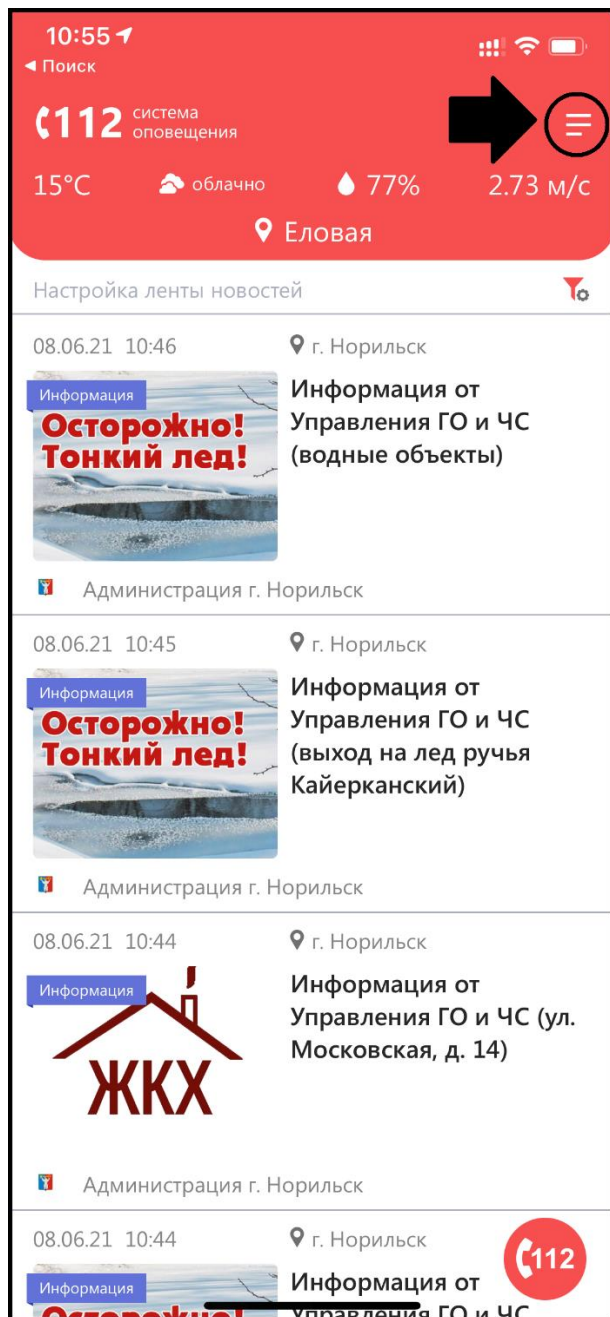 10:55
Поиск
112 система
оповещения
15°C облачно 77% 2.73 м/с
Еловая
Настройка ленты новостей
08.06.21 10:46 г. Норильск
Информация
Осторожно!
Тонкий лед!
Информация от
Управления ГО и ЧС
(водные объекты)
Администрация г. Норильск
08.06.21 10:45 г. Норильск
Информация
Осторожно!
Тонкий лед!
Информация от
Управления ГО и ЧС
(выход на лед ручья
Кайерканский)
Администрация г. Норильск
08.06.21 10:44 г. Норильск
Информация
ЖКХ
Информация от
Управления ГО и ЧС (ул.
Московская, д. 14)
Администрация г. Норильск
08.06.21 10:44 г. Норильск
112
Информация
Осторожно!
Информация от
Управления ГО и ЧС